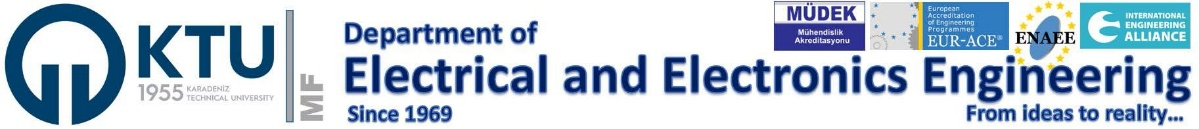 KTU
1955 KARADENİZ
TECHNICAL UNIVERSITY
MF
Department of
Electrical and Electronics Engineering
Since 1969
From ideas to reality...
MÜDEK
Mühendislik
Akreditasyonu
European
Accreditation
of Engineering
Programmes
EUR-ACE®
ENAEE
INTERNATIONAL
ENGINEERING
ALLIANCE